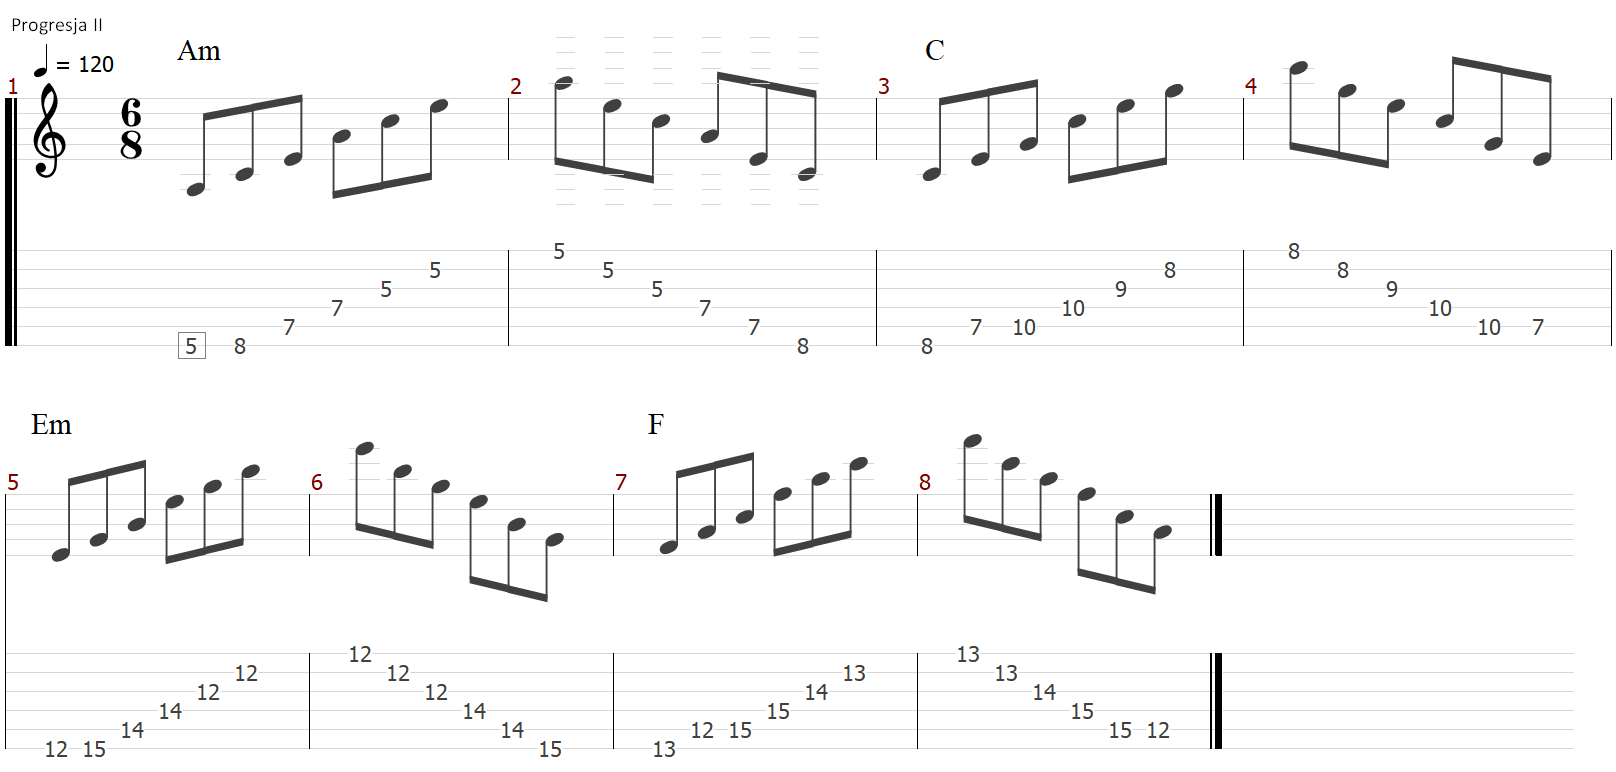 Progresja II
= 120
Am C
1 2 3 4
6
8
5 8
5 5 8 8
5 5 9 9
7 7 10 10
7 7 7 10 10 7
5 8 8 8
Em F
5 6 7 8
12 13
12 12 13 13
12 12 14 14
14 14 15 15
14 14 12 15 15 12
12 15 15 13